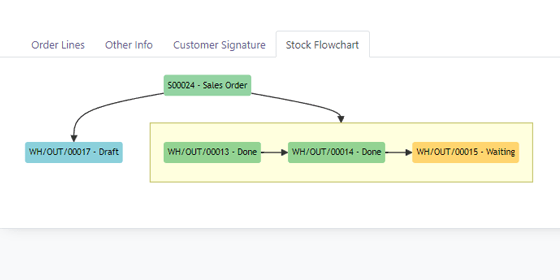 Order Lines Other Info Customer Signature Stock Flowchart
S00024 - Sales Order
WH/OUT/00017 - Draft WH/OUT/00013 - Done WH/OUT/00014 - Done WH/OUT/00015 - Waiting